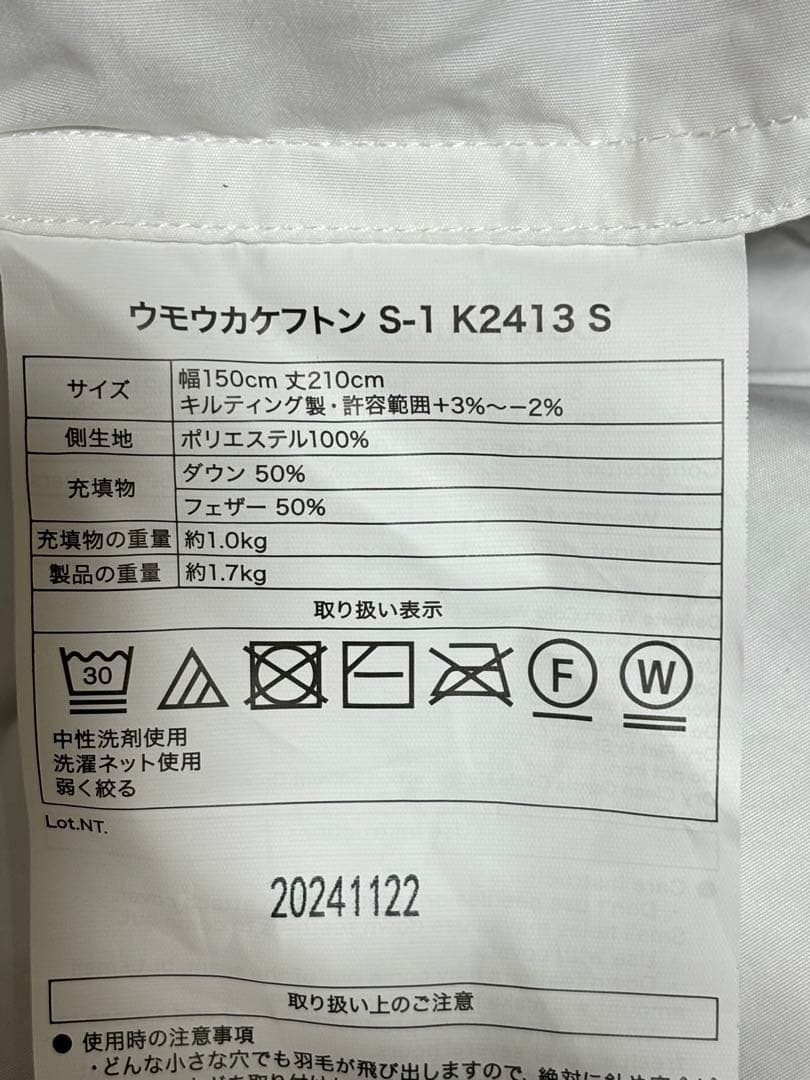 ウモウカケフトン S-1 K2413 S
サイズ
幅150cm 丈210cm
キルティング製・許容範囲+3%〜−2%
側生地
ポリエステル100%
充填物
ダウン 50%
フェザー 50%
充填物の重量
約1.0kg
製品の重量
約1.7kg
取り扱い表示
30
F
W
中性洗剤使用
洗濯ネット使用
弱く絞る
Lot.NT.
20241122
取り扱い上のご注意
● 使用時の注意事項
・どんな小さな穴でも羽毛が飛び出しますので、絶対に